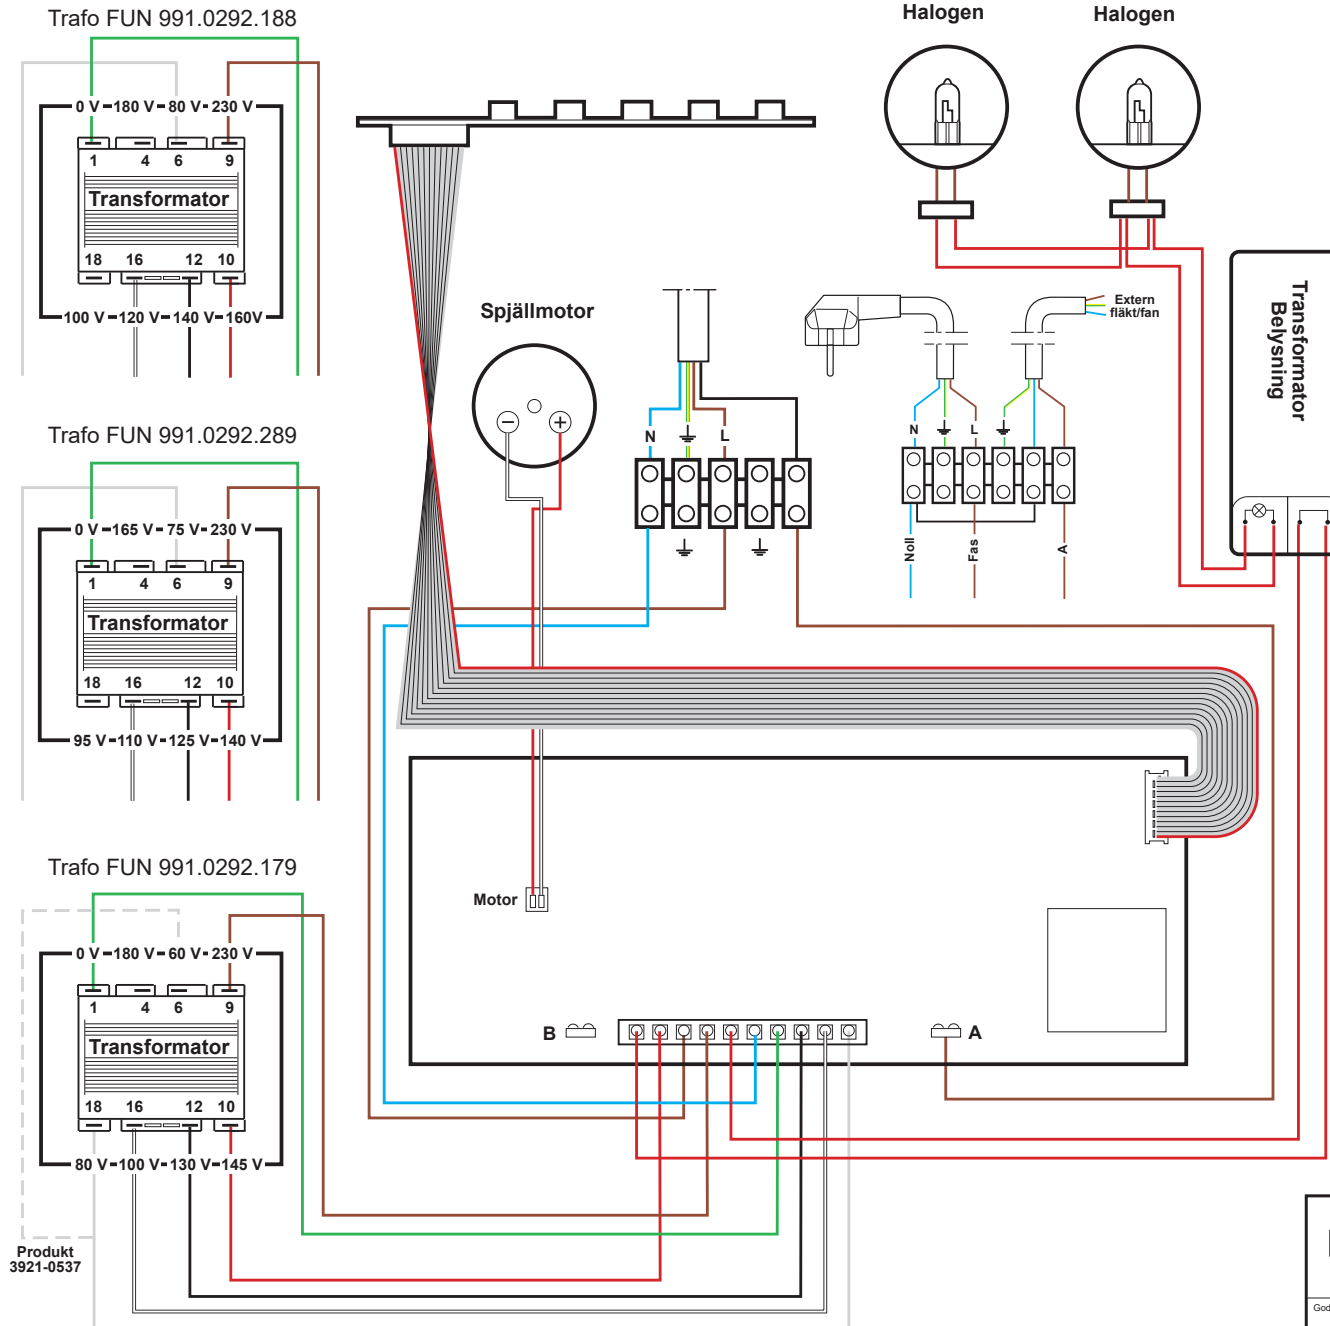 Trafo FUN 991.0292.188
0 V 180 V 80 V 230 V
1 4 6 9
Transformator
18 16 12 10
100 V 120 V 140 V 160V
Trafo FUN 991.0292.289
0 V 165 V 75 V 230 V
1 4 6 9
Transformator
18 16 12 10
95 V 110 V 125 V 140 V
Trafo FUN 991.0292.179
0 V 180 V 60 V 230 V
1 4 6 9
Transformator
18 16 12 10
80 V 100 V 130 V 145 V
Produkt
3921-0537
Halogen
Halogen
Spjällmotor
N L
Extern
fläkt/fan
N L
Noll
Fas
A
Transformator
Belysning
Motor
B
A